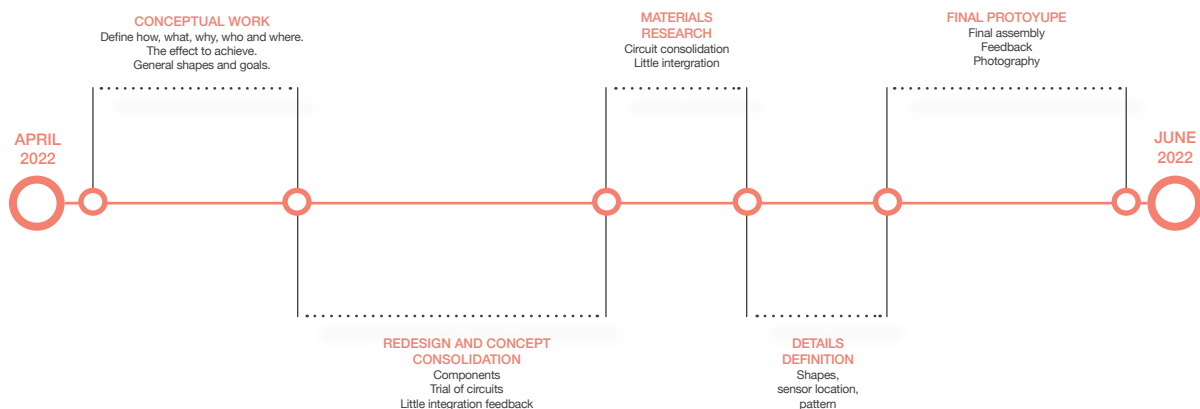 CONCEPTUAL WORK
Define how, what, why, who and where.
The effect to achieve.
General shapes and goals.
MATERIALS
RESEARCH
Circuit consolidation
Little intergration
FINAL PROTOYUPE
Final assembly
Feedback
Photography
APRIL
2022
JUNE
2022
REDESIGN AND CONCEPT
CONSOLIDATION
Components
Trial of circuits
Little integration feedback
DETAILS
DEFINITION
Shapes,
sensor location,
pattern